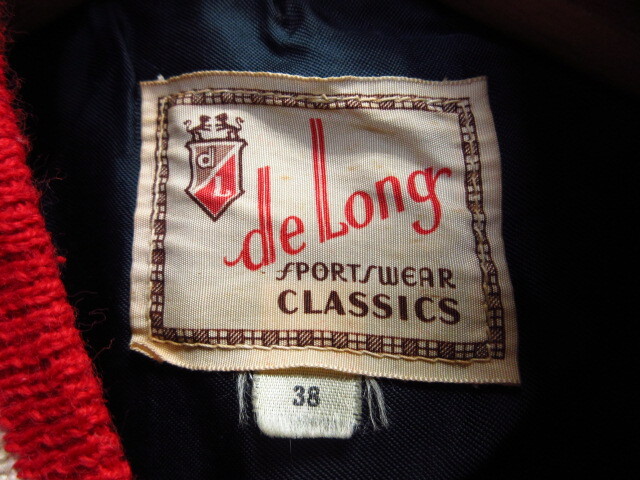 dL
de Long
SPORTSWEAR
CLASSICS
38